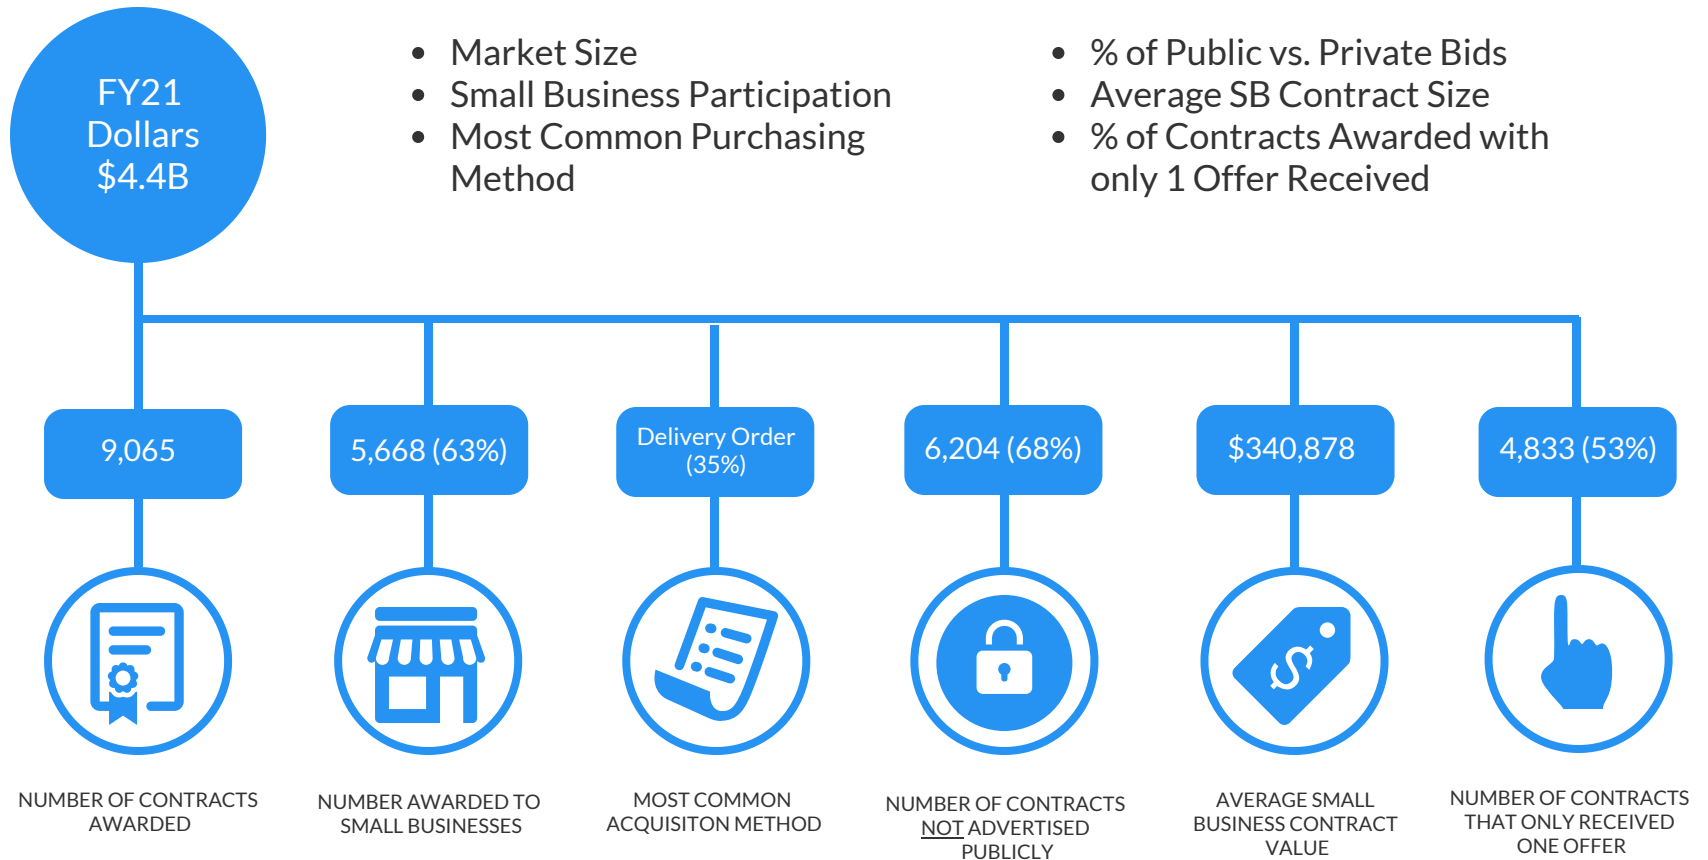 FY21
Dollars
$4.4B
• Market Size
• Small Business Participation
• Most Common Purchasing
Method
• % of Public vs. Private Bids
• Average SB Contract Size
• % of Contracts Awarded with
only 1 Offer Received
9,065
5,668 (63%)
Delivery Order
(35%)
6,204 (68%)
$340,878
4,833 (53%)
$
NUMBER OF CONTRACTS
AWARDED
NUMBER AWARDED TO
SMALL BUSINESSES
MOST COMMON
ACQUISITON METHOD
NUMBER OF CONTRACTS
NOT ADVERTISED
PUBLICLY
AVERAGE SMALL
BUSINESS CONTRACT
VALUE
NUMBER OF CONTRACTS
THAT ONLY RECEIVED
ONE OFFER